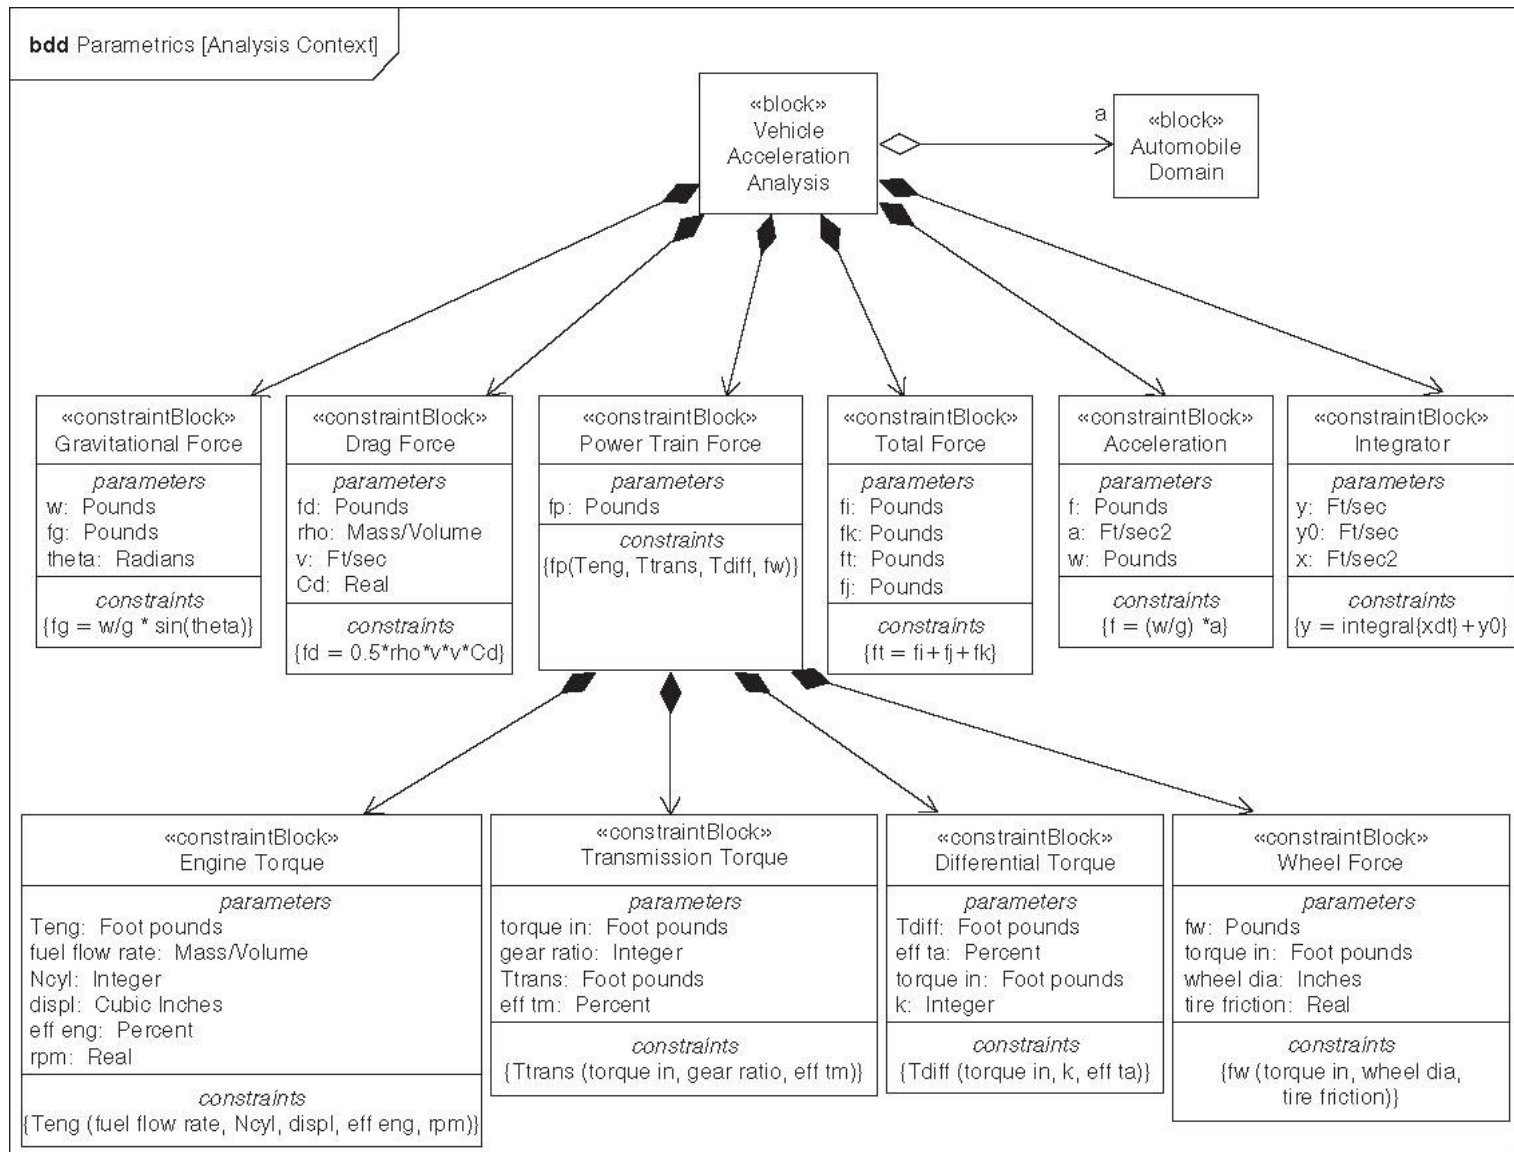 bdd Parametrics [Analysis Context]
«block»
Vehicle
Acceleration
Analysis
a
«block»
Automobile
Domain
«constraintBlock»
Gravitational Force
parameters
w: Pounds
fg: Pounds
theta: Radians
constraints
{fg = w/g * sin(theta)}
«constraintBlock»
Drag Force
parameters
fd: Pounds
rho: Mass/Volume
v: Ft/sec
Cd: Real
constraints
{fd = 0.5*rho*v*v*Cd}
«constraintBlock»
Power Train Force
parameters
fp: Pounds
constraints
{fp(Teng, Ttrans, Tdiff, fw)}
«constraintBlock»
Total Force
parameters
fi: Pounds
fk: Pounds
ft: Pounds
fj: Pounds
constraints
{ft = fi+fj+fk}
«constraintBlock»
Acceleration
parameters
f: Pounds
a: Ft/sec2
w: Pounds
constraints
{f = (w/g) *a}
«constraintBlock»
Integrator
parameters
y: Ft/sec
y0: Ft/sec
x: Ft/sec2
constraints
{y = integral{xdt}+y0}
«constraintBlock»
Engine Torque
parameters
Teng: Foot pounds
fuel flow rate: Mass/Volume
Ncyl: Integer
displ: Cubic Inches
eff eng: Percent
rpm: Real
constraints
{Teng (fuel flow rate, Ncyl, displ, eff eng, rpm)}
«constraintBlock»
Transmission Torque
parameters
torque in: Foot pounds
gear ratio: Integer
Ttrans: Foot pounds
eff tm: Percent
constraints
{Ttrans (torque in, gear ratio, eff tm)}
«constraintBlock»
Differential Torque
parameters
Tdiff: Foot pounds
eff ta: Percent
torque in: Foot pounds
k: Integer
constraints
{Tdiff (torque in, k, eff ta)}
«constraintBlock»
Wheel Force
parameters
fw: Pounds
torque in: Foot pounds
wheel dia: Inches
tire friction: Real
constraints
{fw (torque in, wheel dia,
tire friction)}